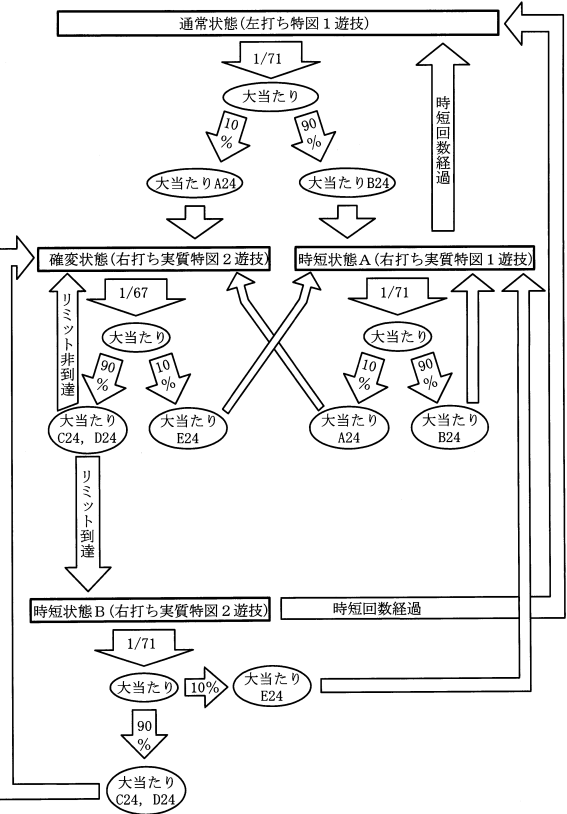 通常状態(左打ち特図1遊技)
1/71
大当たり
10%
90%
時短回数経過
大当たりA24
大当たりB24
確変状態(右打ち実質特図2遊技)
時短状態A(右打ち実質特図1遊技)
1/67
1/71
リミット非到達
大当たり
大当たり
90%
10%
10%
90%
大当たり
C24, D24
大当たり
E24
大当たり
A24
大当たり
B24
リミット到達
時短状態B(右打ち実質特図2遊技)
時短回数経過
1/71
大当たり
10%
大当たり
E24
90%
大当たり
C24, D24